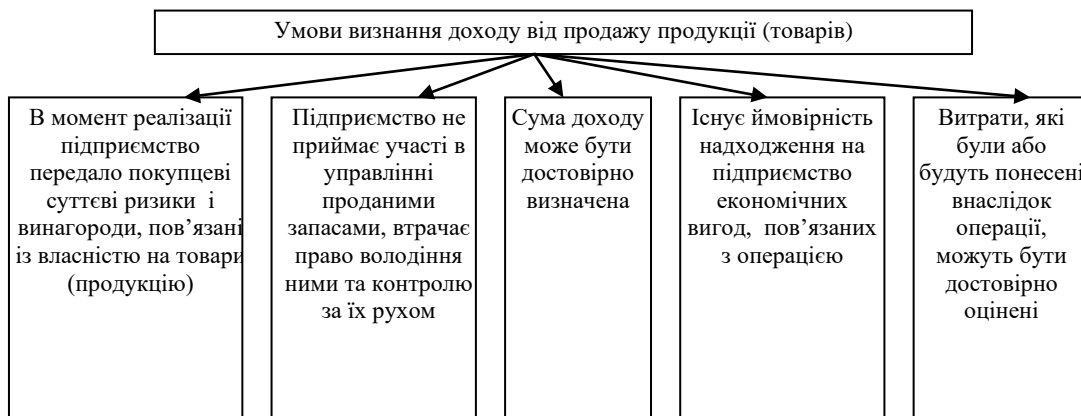 Умови визнання доходу від продажу продукції (товарів)
В момент реалізації
підприємство
передало покупцеві
суттєві ризики і
винагороди, пов’язані
із власністю на товари
(продукцію)
Підприємство не
приймає участі в
управлінні
проданими
запасами, втрачає
право володіння
ними та контролю
за їх рухом
Сума доходу
може бути
достовірно
визначена
Існує ймовірність
надходження на
підприємство
економічних
вигод, пов’язаних
з операцією
Витрати, які
були або
будуть понесені
внаслідок
операції,
можуть бути
достовірно
оцінені